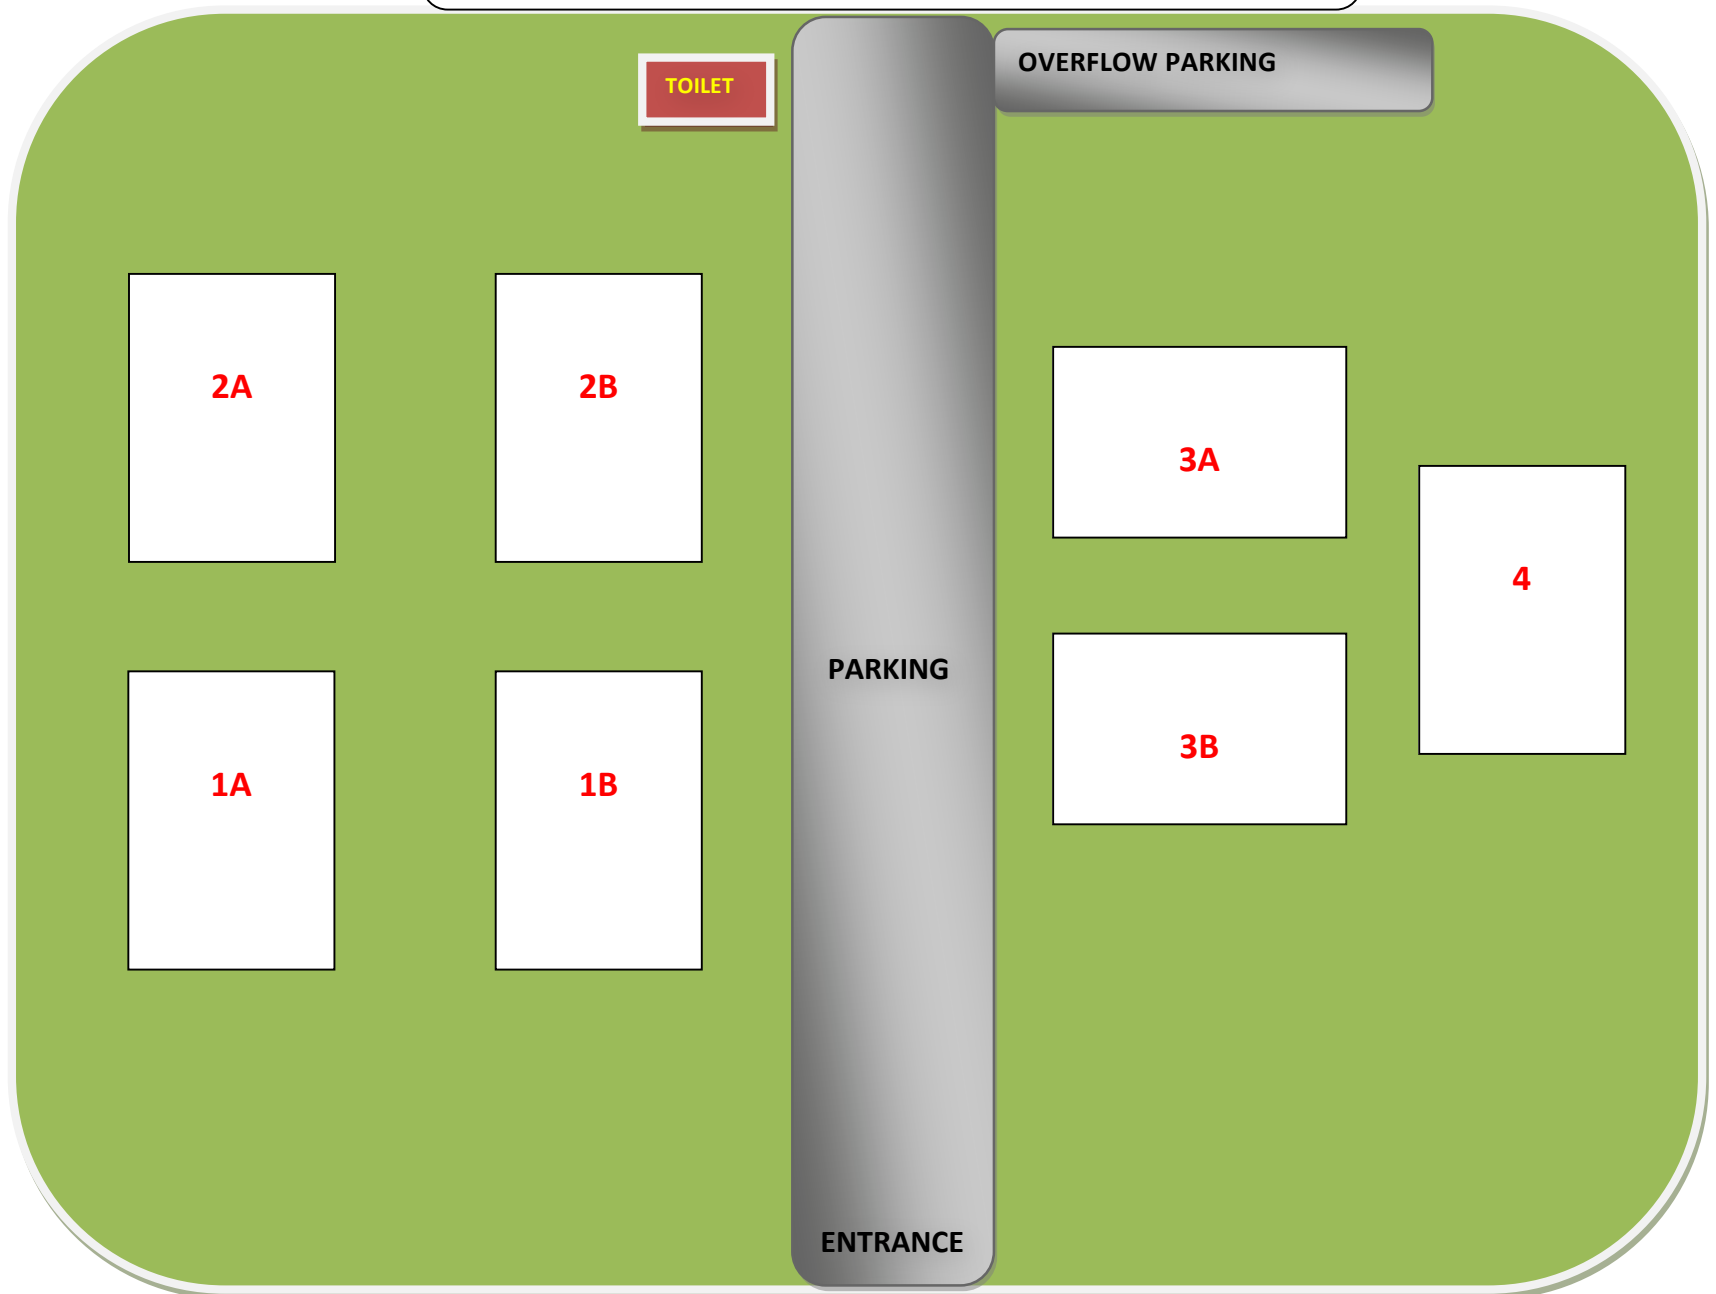 OVERFLOW PARKING
TOILET
2A
2B
3A
4
PARKING
3B
1A
1B
ENTRANCE